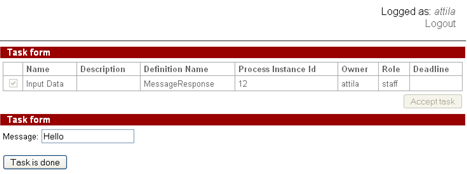 Logged as: attila
Logout
Task form
Name Description Definition Name Process Instance Id Owner Role Deadline
Input Data MessageResponse 12 attila staff
Accept task
Task form
Message: Hello
Task is done